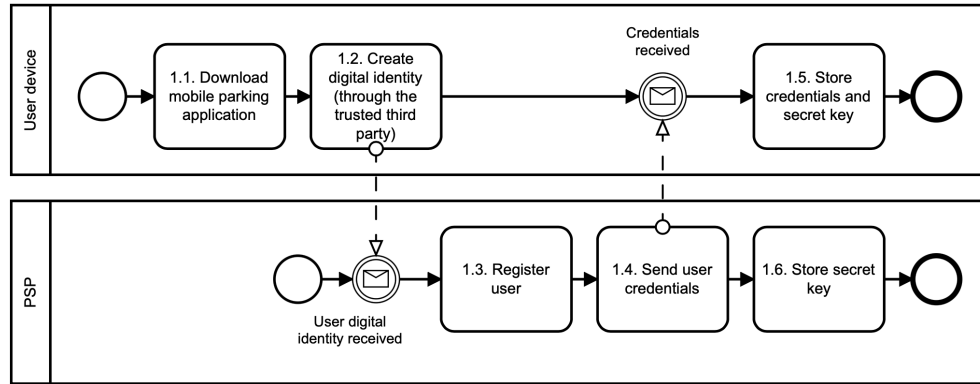 User device
1.1. Download
mobile parking
application
1.2. Create
digital identity
(through the
trusted third
party)
Credentials
received
1.5. Store
credentials and
secret key
PSP
User digital
identity received
1.3. Register
user
1.4. Send user
credentials
1.6. Store secret
key